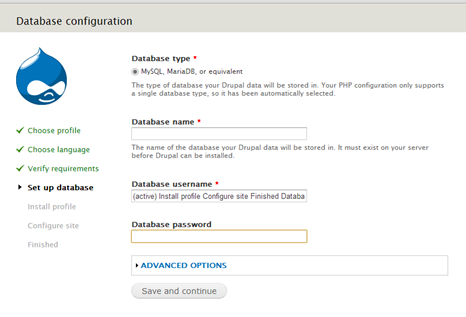 Database configuration
Database type *
MySQL, MariaDB, or equivalent
The type of database your Drupal data will be stored in. Your PHP configuration only supports
a single database type, so it has been automatically selected.
Database name *
The name of the database your Drupal data will be stored in. It must exist on your server
before Drupal can be installed.
Database username *
(active) Install profile Configure site Finished Databa
Database password
ADVANCED OPTIONS
Save and continue
Choose profile
Choose language
Verify requirements
Set up database
Install profile
Configure site
Finished